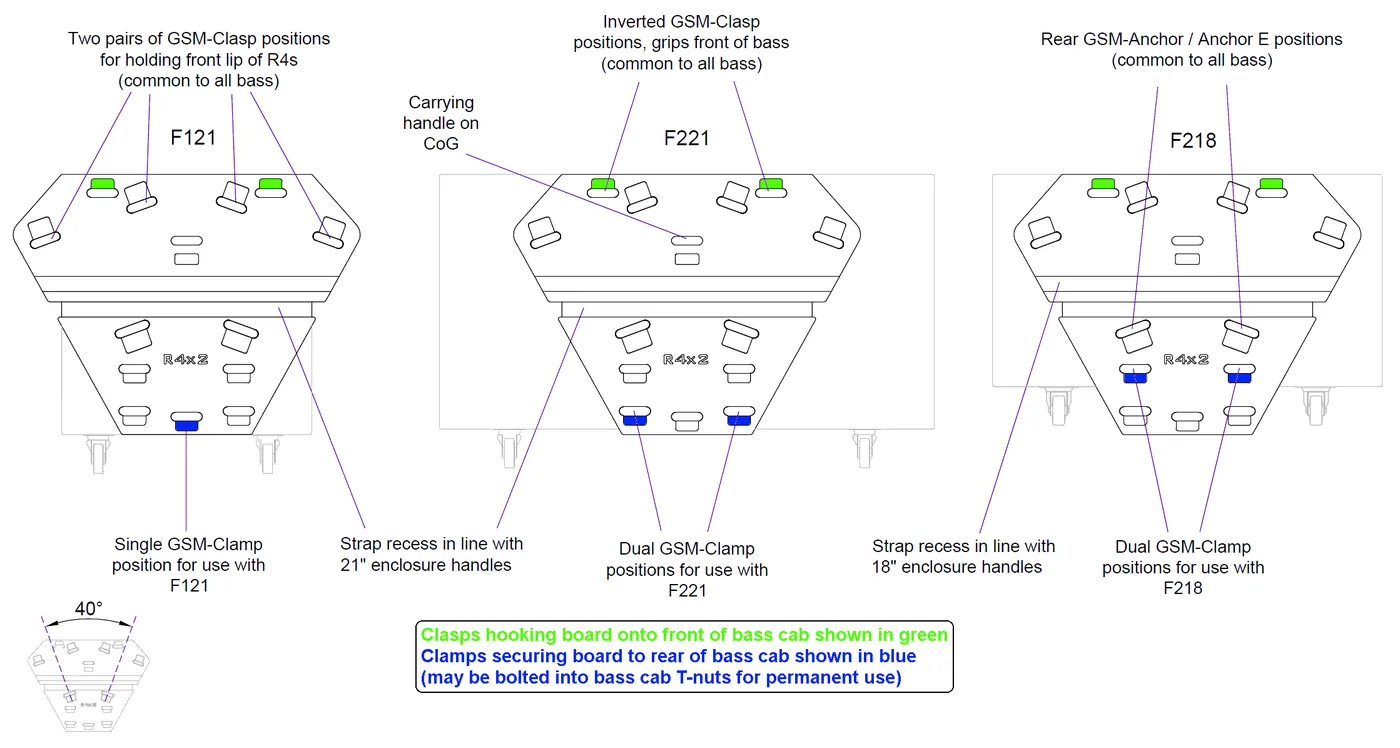 Two pairs of GSM-Clasp positions
for holding front lip of R4s
(common to all bass)
Inverted GSM-Clasp
positions, grips front of bass
(common to all bass)
Rear GSM-Anchor / Anchor E positions
(common to all bass)
Carrying
handle on
CoG
F121
F221
F218
R4x2
R4x2
R4x2
Single GSM-Clamp
position for use with
F121
Strap recess in line with
21" enclosure handles
Dual GSM-Clamp
positions for use with
F221
Strap recess in line with
18" enclosure handles
Dual GSM-Clamp
positions for use with
F218
40°
R4x2
Clasps hooking board onto front of bass cab shown in green
Clamps securing board to rear of bass cab shown in blue
(may be bolted into bass cab T-nuts for permanent use)